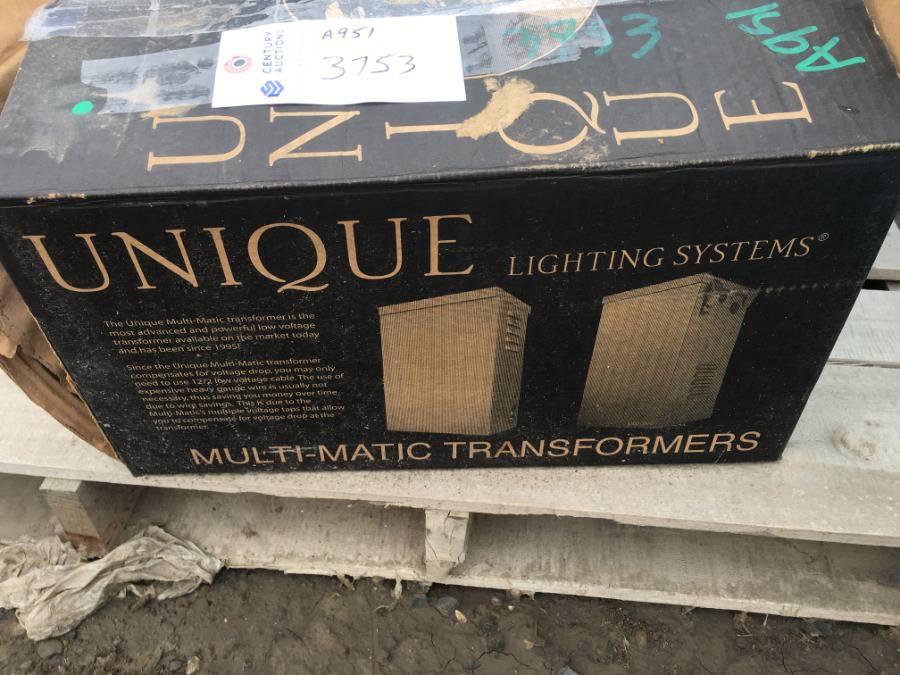 CENTURY
AUCTIONS
A951
3753
3753
A951
UNIQUE
UNIQUE LIGHTING SYSTEMS®
The Unique Multi-Matic transformer is the
most advanced and powerful low voltage
transformer available on the market today
and has been since 1995!
Since the Unique Multi-Matic transformer
compensates for voltage drop, you may only
need to use 12/2 low voltage cable. The use of
expensive heavy gauge wire is usually not
necessary, thus saving you money over time
due to wire savings. This is due to the
Multi-Matic's multiple voltage taps that allow
you to compensate for voltage drop at the
transformer.
MULTI-MATIC TRANSFORMERS